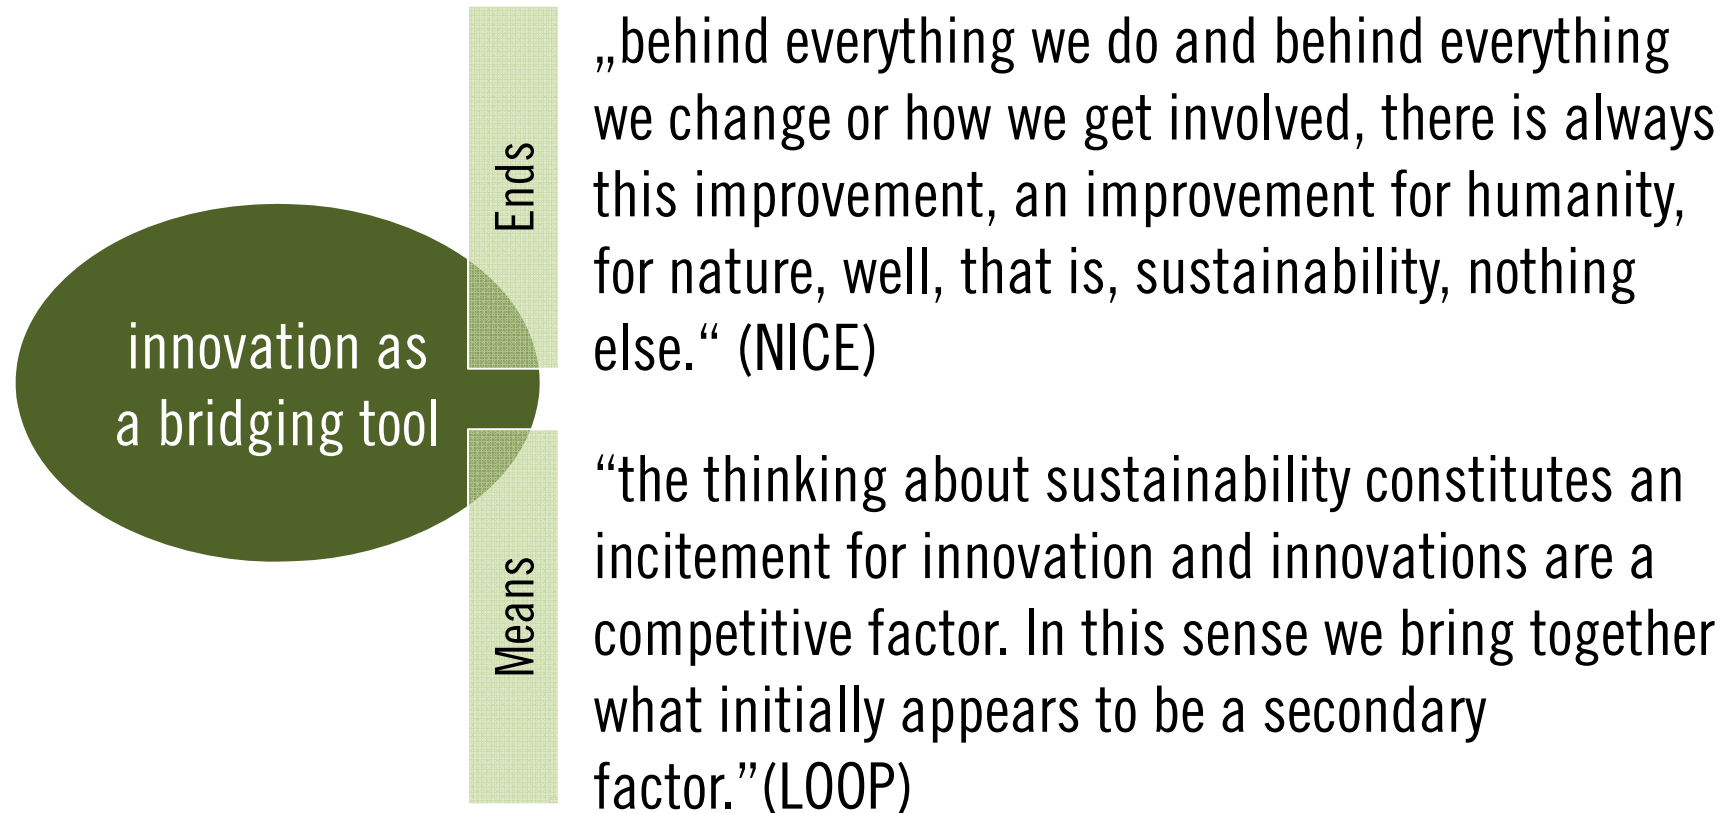 innovation as
a bridging tool
Ends
„behind everything we do and behind everything
we change or how we get involved, there is always
this improvement, an improvement for humanity,
for nature, well, that is, sustainability, nothing
else.“ (NICE)
Means
“the thinking about sustainability constitutes an
incitement for innovation and innovations are a
competitive factor. In this sense we bring together
what initially appears to be a secondary
factor.”(LOOP)